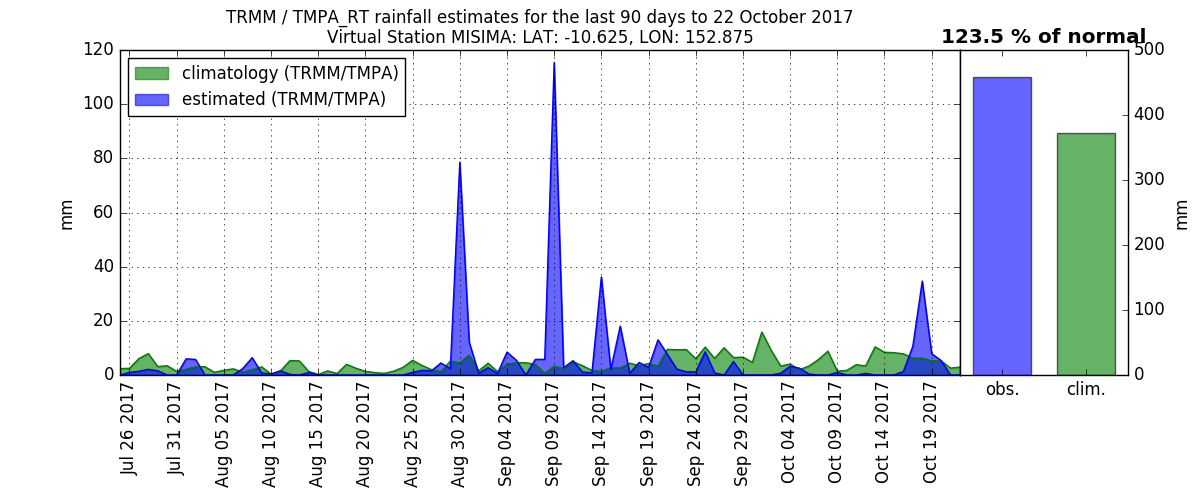 TRMM / TMPA_RT rainfall estimates for the last 90 days to 22 October 2017
Virtual Station MISIMA: LAT: -10.625, LON: 152.875
123.5 % of normal
climatology (TRMM/TMPA)
estimated (TRMM/TMPA)
mm
120
100
80
60
40
20
0
Jul 26 2017
Jul 31 2017
Aug 05 2017
Aug 10 2017
Aug 15 2017
Aug 20 2017
Aug 25 2017
Aug 30 2017
Sep 04 2017
Sep 09 2017
Sep 14 2017
Sep 19 2017
Sep 24 2017
Sep 29 2017
Oct 04 2017
Oct 09 2017
Oct 14 2017
Oct 19 2017
obs.
clim.
500
400
300
200
100
0
mm